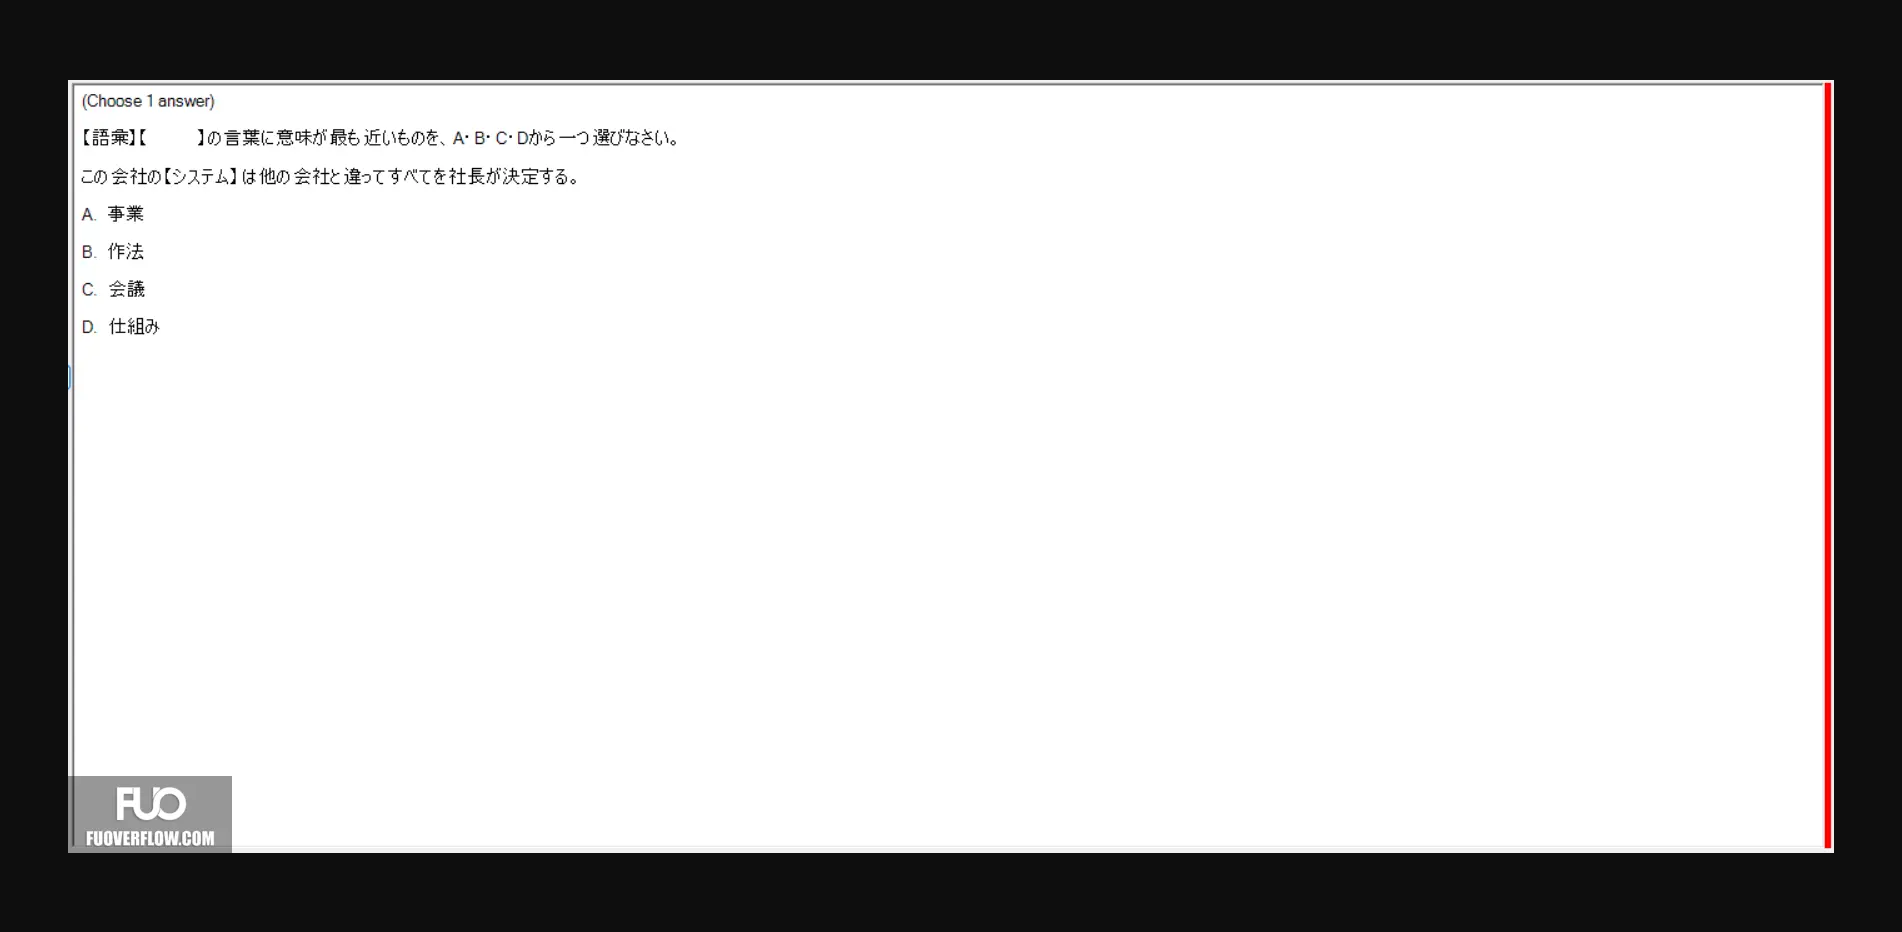 (Choose 1 answer)
【語彙】【　　】の言葉に意味が最も近いものを、A・B・C・Dから一つ選びなさい。
この会社の【システム】は他の会社と違ってすべてを社長が決定する。
A. 事業
B. 作法
C. 会議
D. 仕組み
FUO
FUOVERFLOW.COM